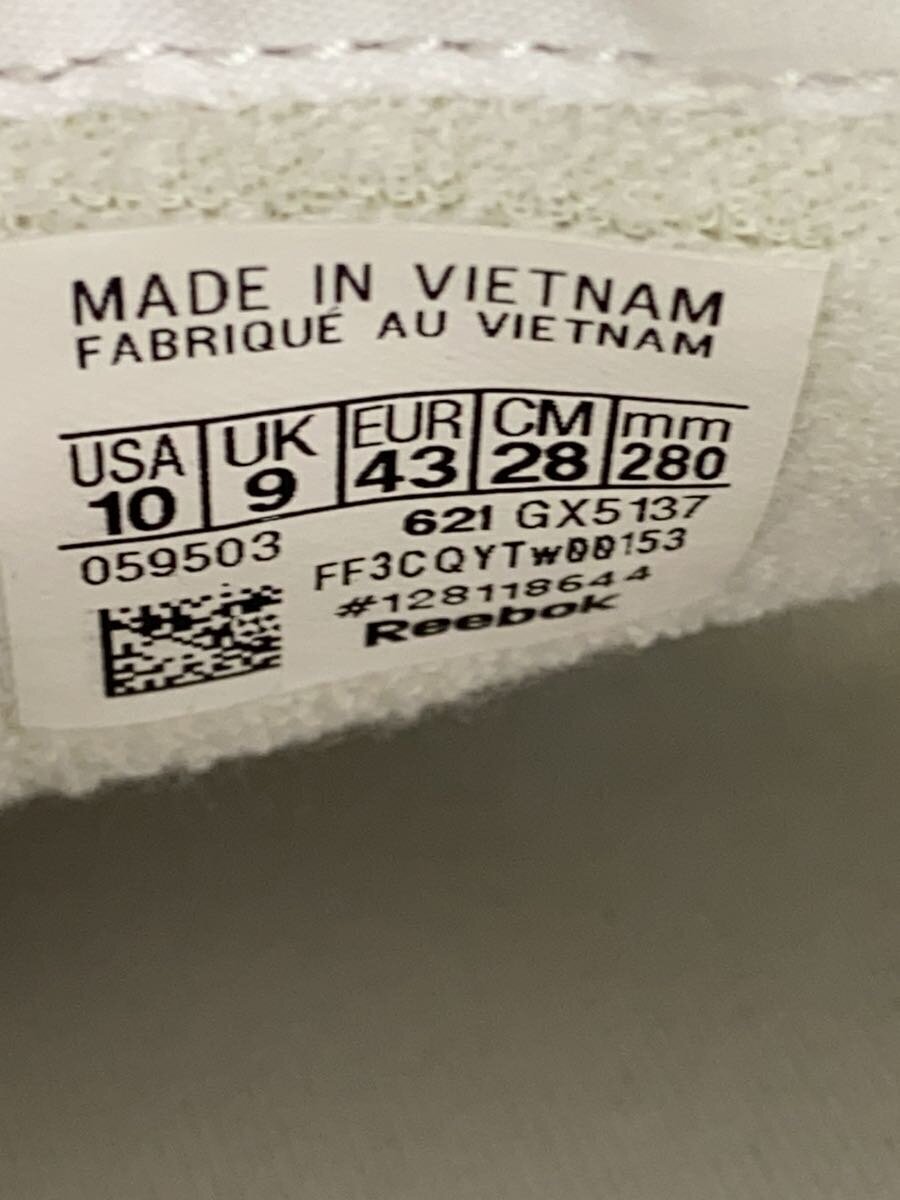 MADE IN VIETNAM
FABRIQUÉ AU VIETNAM
USA UK EUR CM mm
10 9 43 28 280
059503 621 GX5137
FF3CQYTW00153
#128118644
Reebok